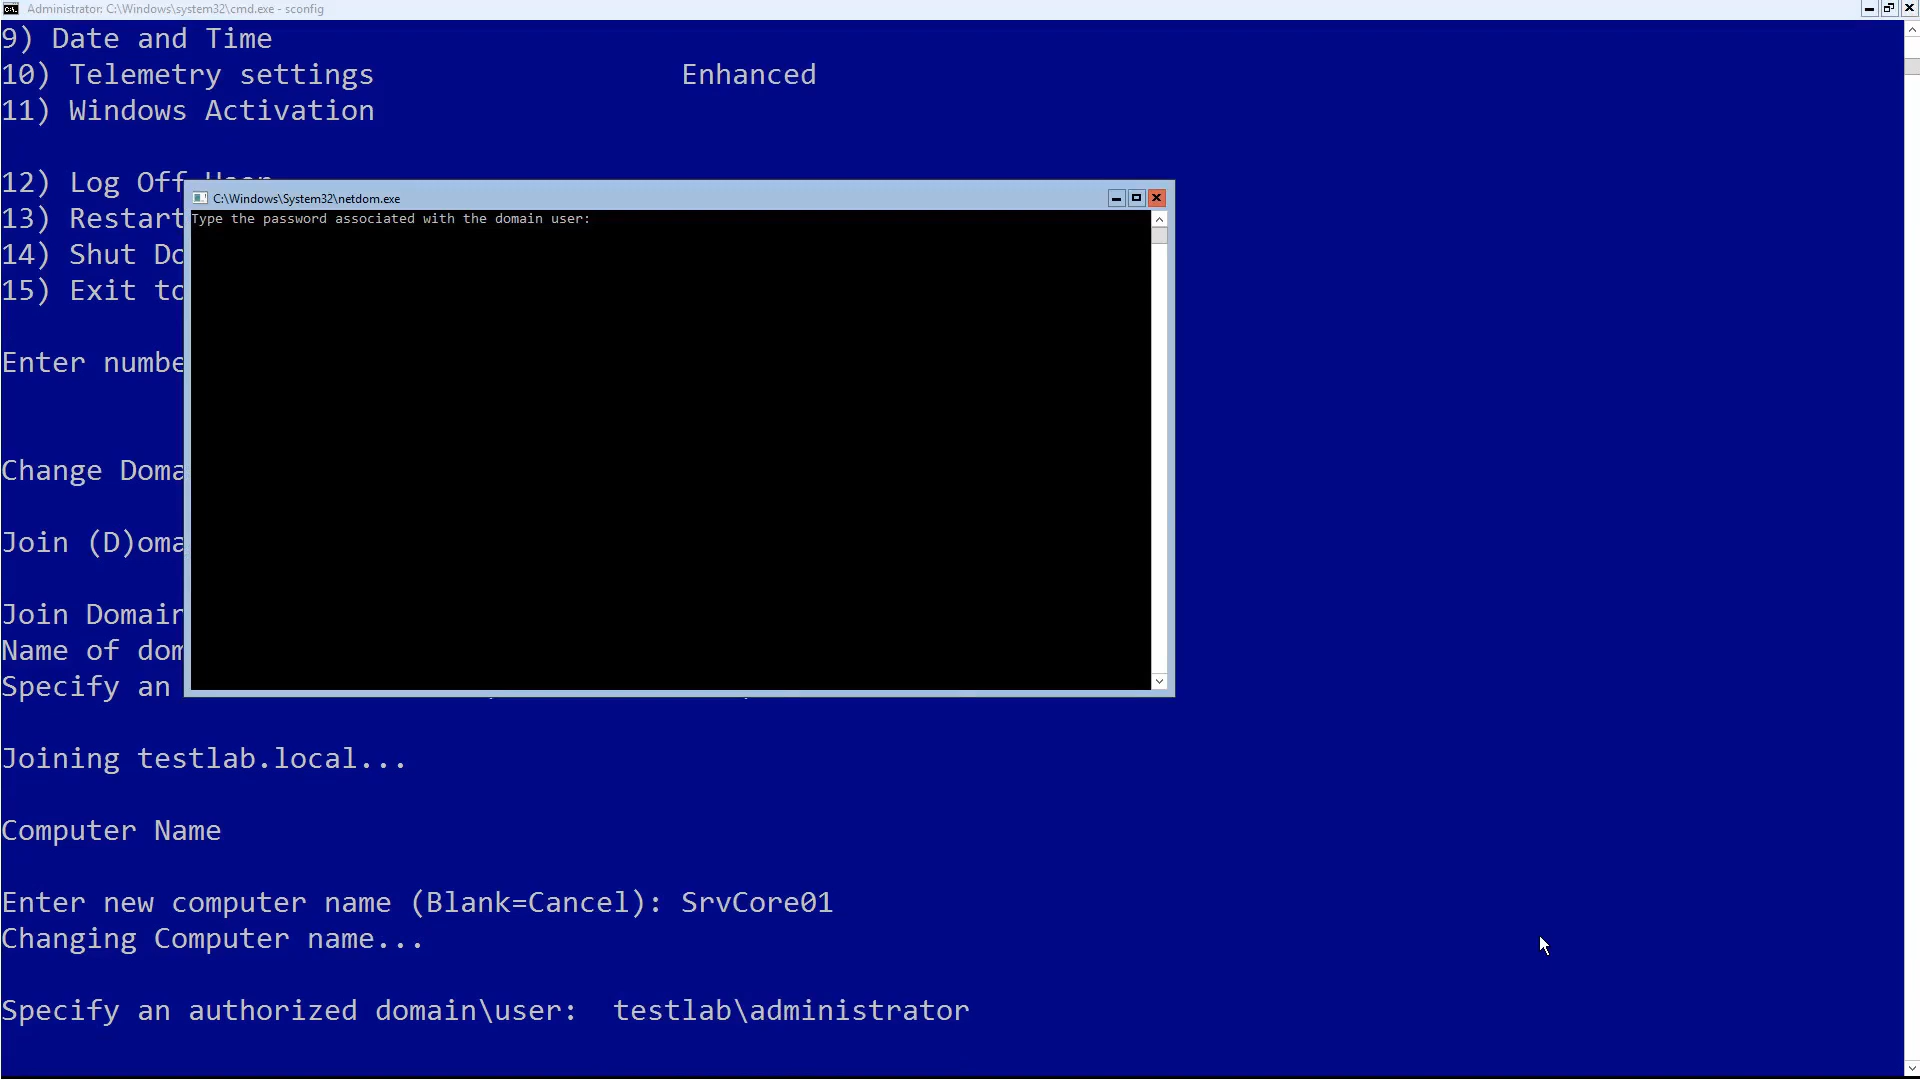 Administrator: C:\Windows\system32\cmd.exe - sconfig
9) Date and Time
10) Telemetry settings Enhanced
11) Windows Activation
12) Log Off User
13) Restart
14) Shut Do
15) Exit to
Enter numbe
C:\Windows\System32\netdom.exe
Type the password associated with the domain user:
Change Doma
Join (D)oma
Join Domain
Name of dom
Specify an
Joining testlab.local...
Computer Name
Enter new computer name (Blank=Cancel): SrvCore01
Changing Computer name...
Specify an authorized domain\user: testlab\administrator